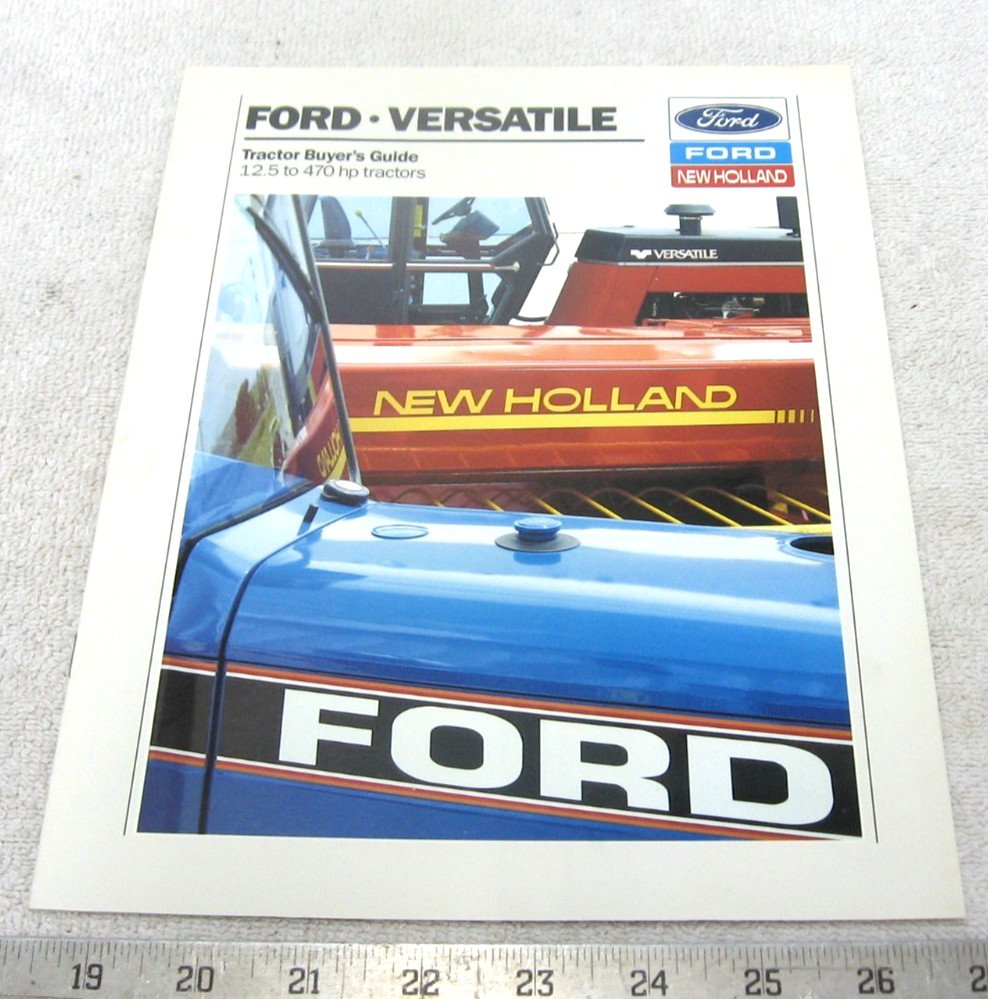 FORD • VERSATILE
Tractor Buyer's Guide
12.5 to 470 hp tractors
Ford
FORD
NEW HOLLAND
VERSATILE
NEW HOLLAND
FORD
19 20 21 22 23 24 25 26